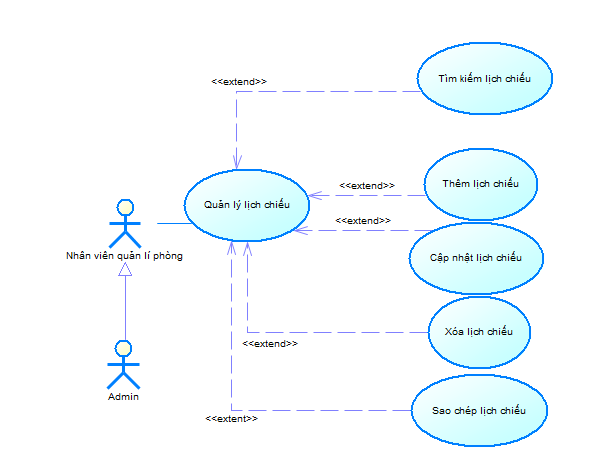 Tìm kiếm lịch chiếu
<<extend>>
Thêm lịch chiếu
<<extend>>
Quản lý lịch chiếu
<<extend>>
Nhân viên quản lí phòng
Cập nhật lịch chiếu
Xóa lịch chiếu
<<extend>>
Admin
Sao chép lịch chiếu
<<extent>>